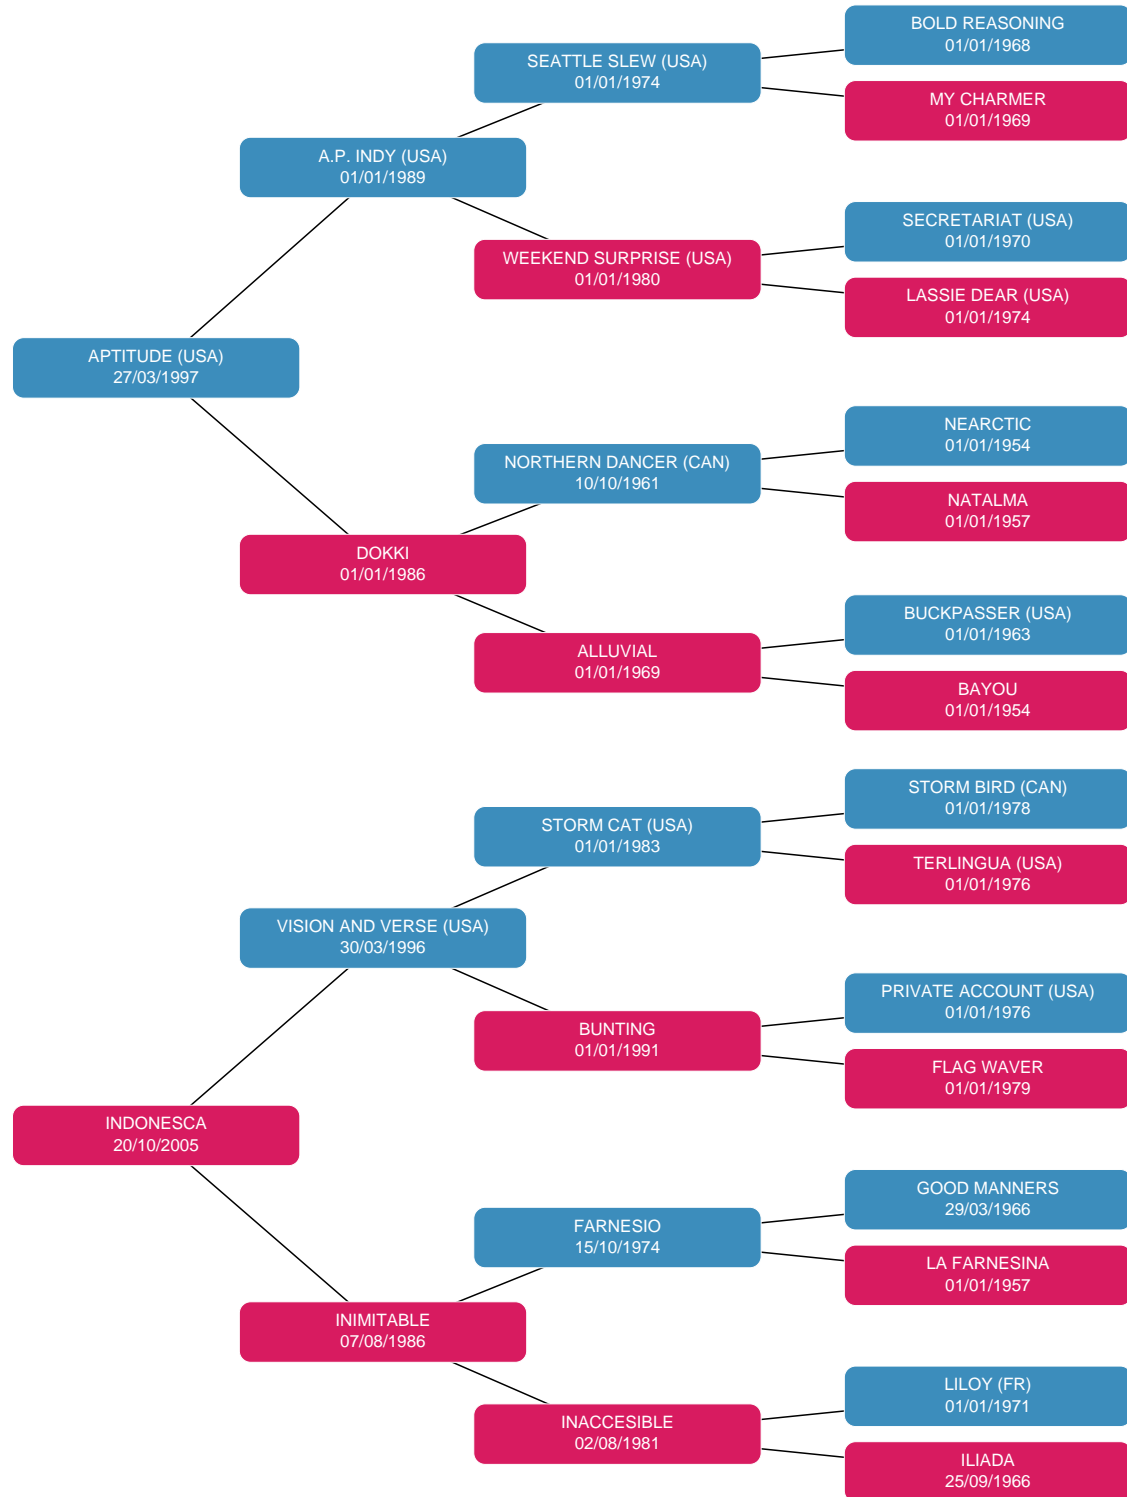 BOLD REASONING
01/01/1968
SEATTLE SLEW (USA)
01/01/1974
MY CHARMER
01/01/1969
A.P. INDY (USA)
01/01/1989
SECRETARIAT (USA)
01/01/1970
WEEKEND SURPRISE (USA)
01/01/1980
LASSIE DEAR (USA)
01/01/1974
APTITUDE (USA)
27/03/1997
NEARCTIC
01/01/1954
NORTHERN DANCER (CAN)
10/10/1961
NATALMA
01/01/1957
DOKKI
01/01/1986
BUCKPASSER (USA)
01/01/1963
ALLUVIAL
01/01/1969
BAYOU
01/01/1954
STORM BIRD (CAN)
01/01/1978
STORM CAT (USA)
01/01/1983
TERLINGUA (USA)
01/01/1976
VISION AND VERSE (USA)
30/03/1996
PRIVATE ACCOUNT (USA)
01/01/1976
BUNTING
01/01/1991
FLAG WAVER
01/01/1979
INDONESCA
20/10/2005
GOOD MANNERS
29/03/1966
FARNESIO
15/10/1974
LA FARNESINA
01/01/1957
INIMITABLE
07/08/1986
LILOY (FR)
01/01/1971
INACCESIBLE
02/08/1981
ILIADA
25/09/1966